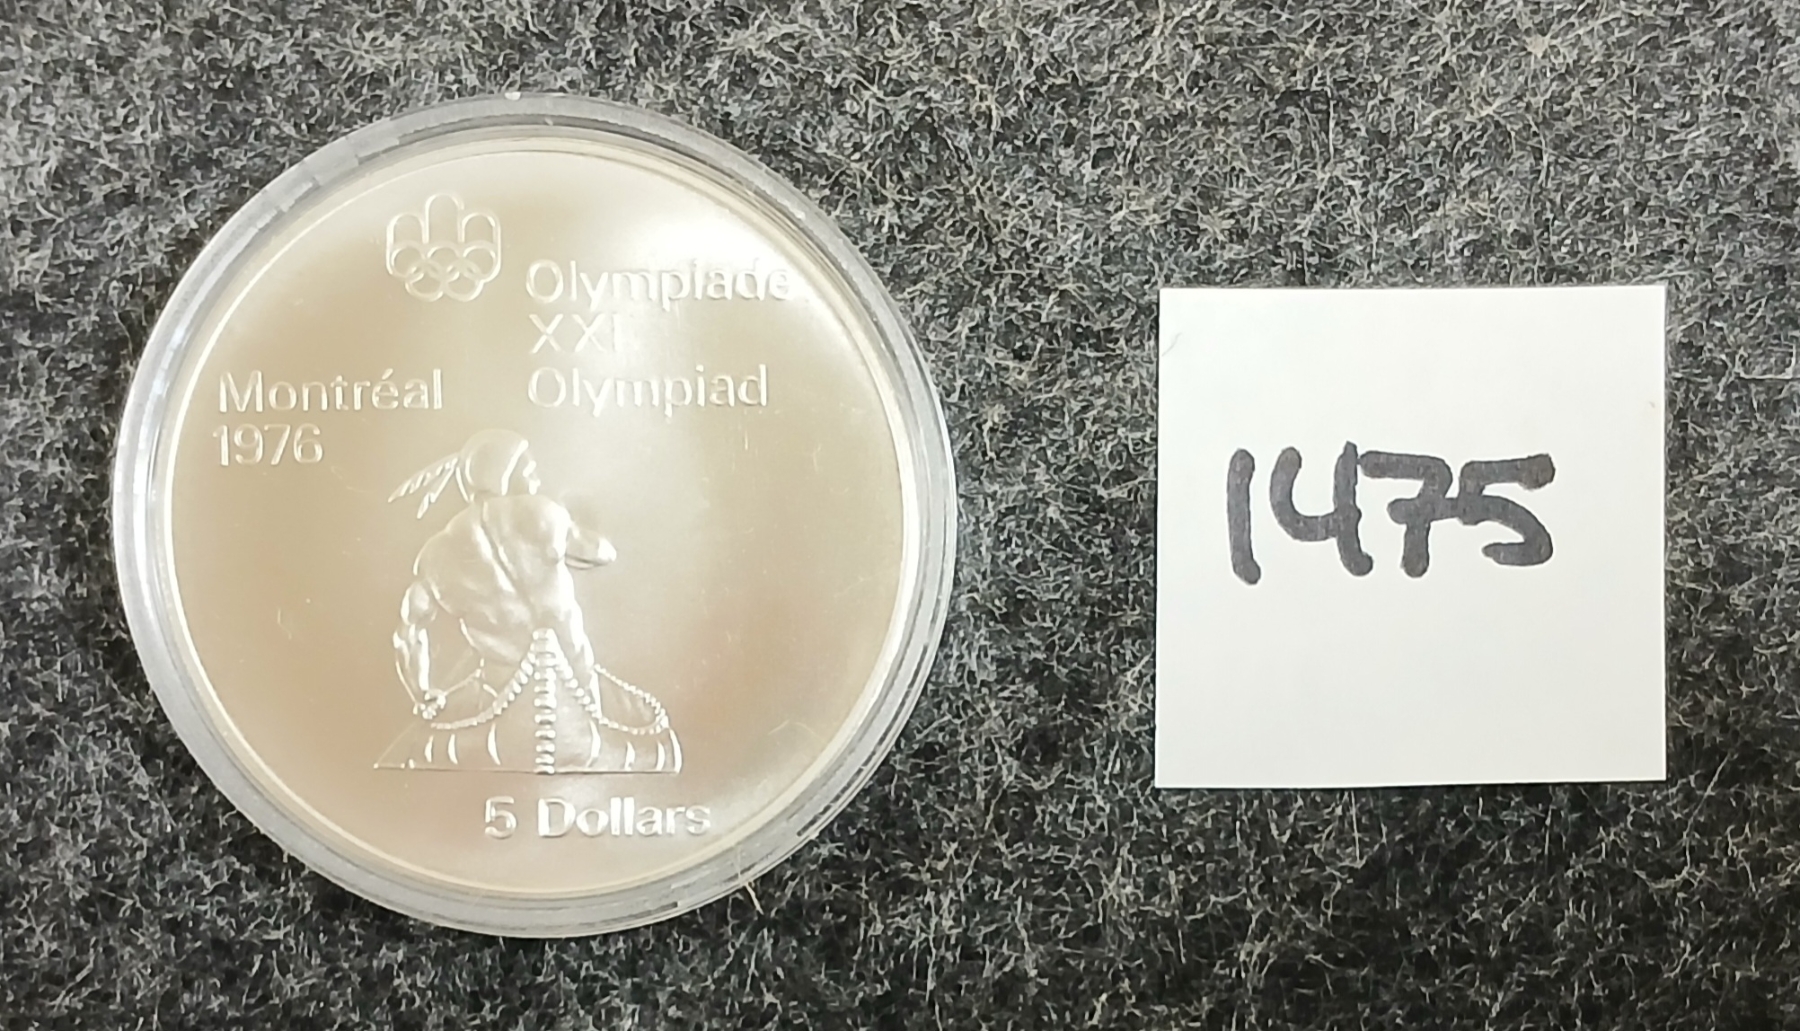 Olympiade
XXI
Olympiad
Montréal
1976
5 Dollars
1475